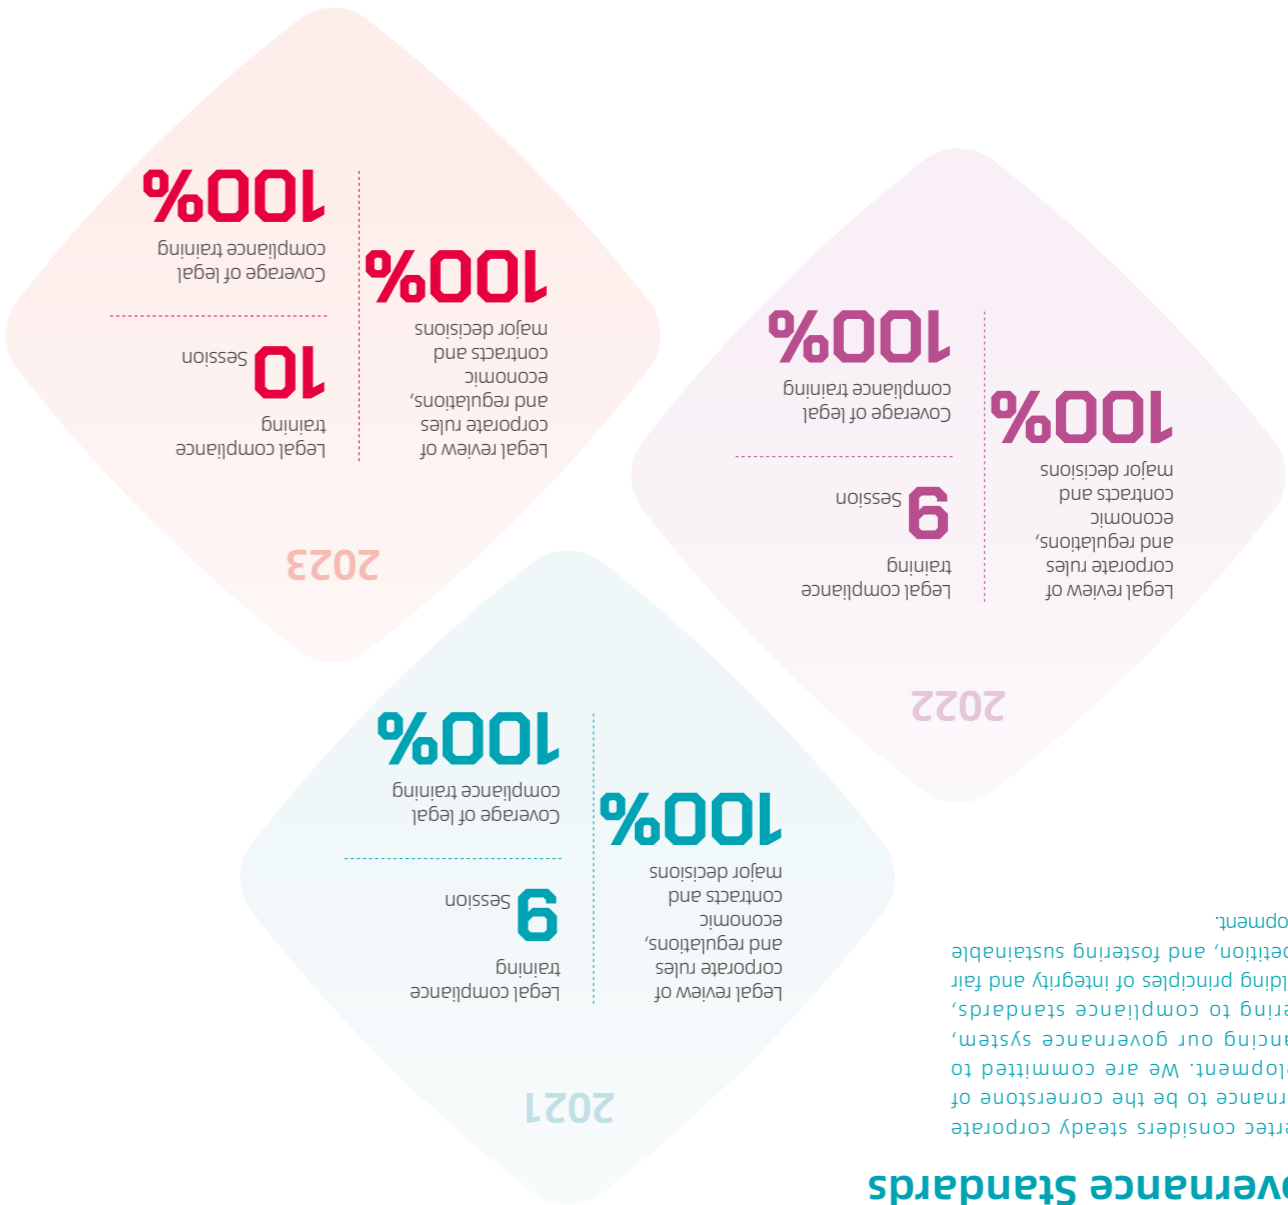 overnance Standards
ertec considers steady corporate
rnance to be the cornerstone of
lopment. We are committed to
ancing our governance system,
ering to compliance standards,
lding principles of integrity and fair
petition, and fostering sustainable
opment.
2021
Legal review of
corporate rules
and regulations,
economic
contracts and
major decisions
100%
Legal compliance
training
9 Session
Coverage of legal
compliance training
100%
2022
Legal review of
corporate rules
and regulations,
economic
contracts and
major decisions
100%
Legal compliance
training
9 Session
Coverage of legal
compliance training
100%
2023
Legal review of
corporate rules
and regulations,
economic
contracts and
major decisions
100%
Legal compliance
training
10 Session
Coverage of legal
compliance training
100%